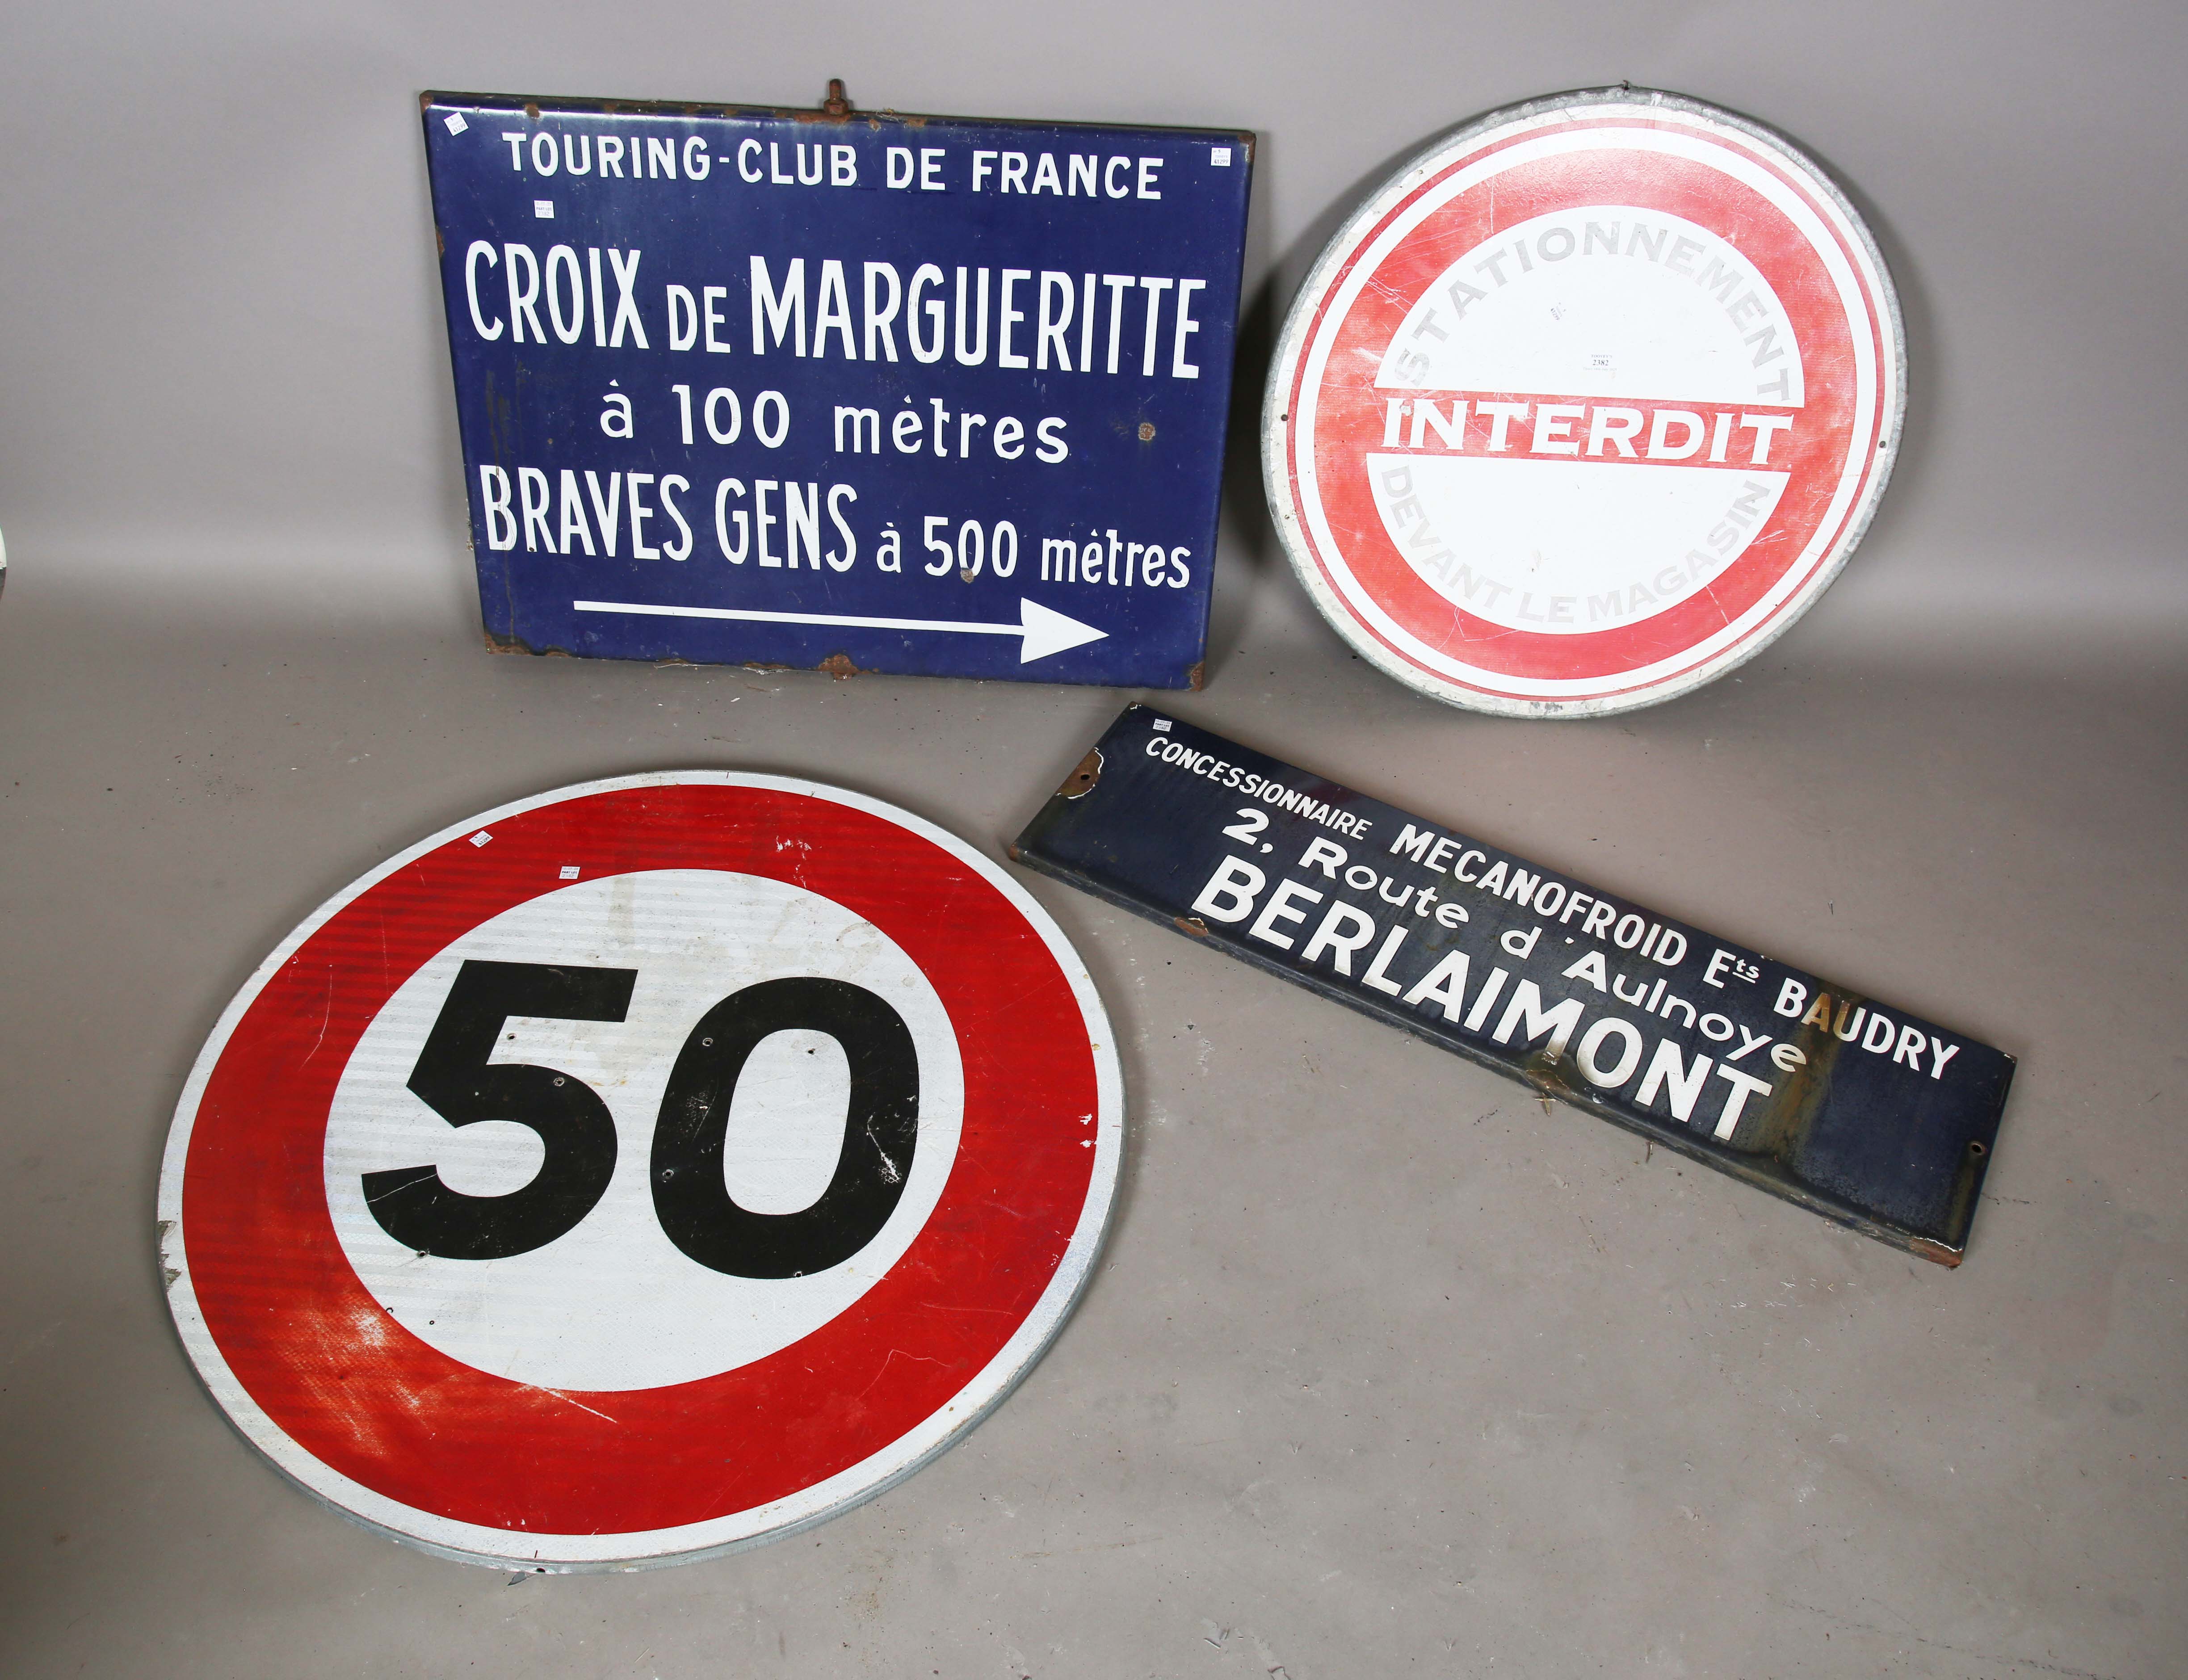 TOURING-CLUB DE FRANCE
CROIX DE MARGUERITTE
à 100 mètres
BRAVES GENS à 500 mètres
STATIONNEMENT
2382
INTERDIT
DEVANT LE MAGASIN
CONCESSIONNAIRE MECANOFROID Ets BAUDRY
2, Route d'Aulnoye
BERLAIMONT
50